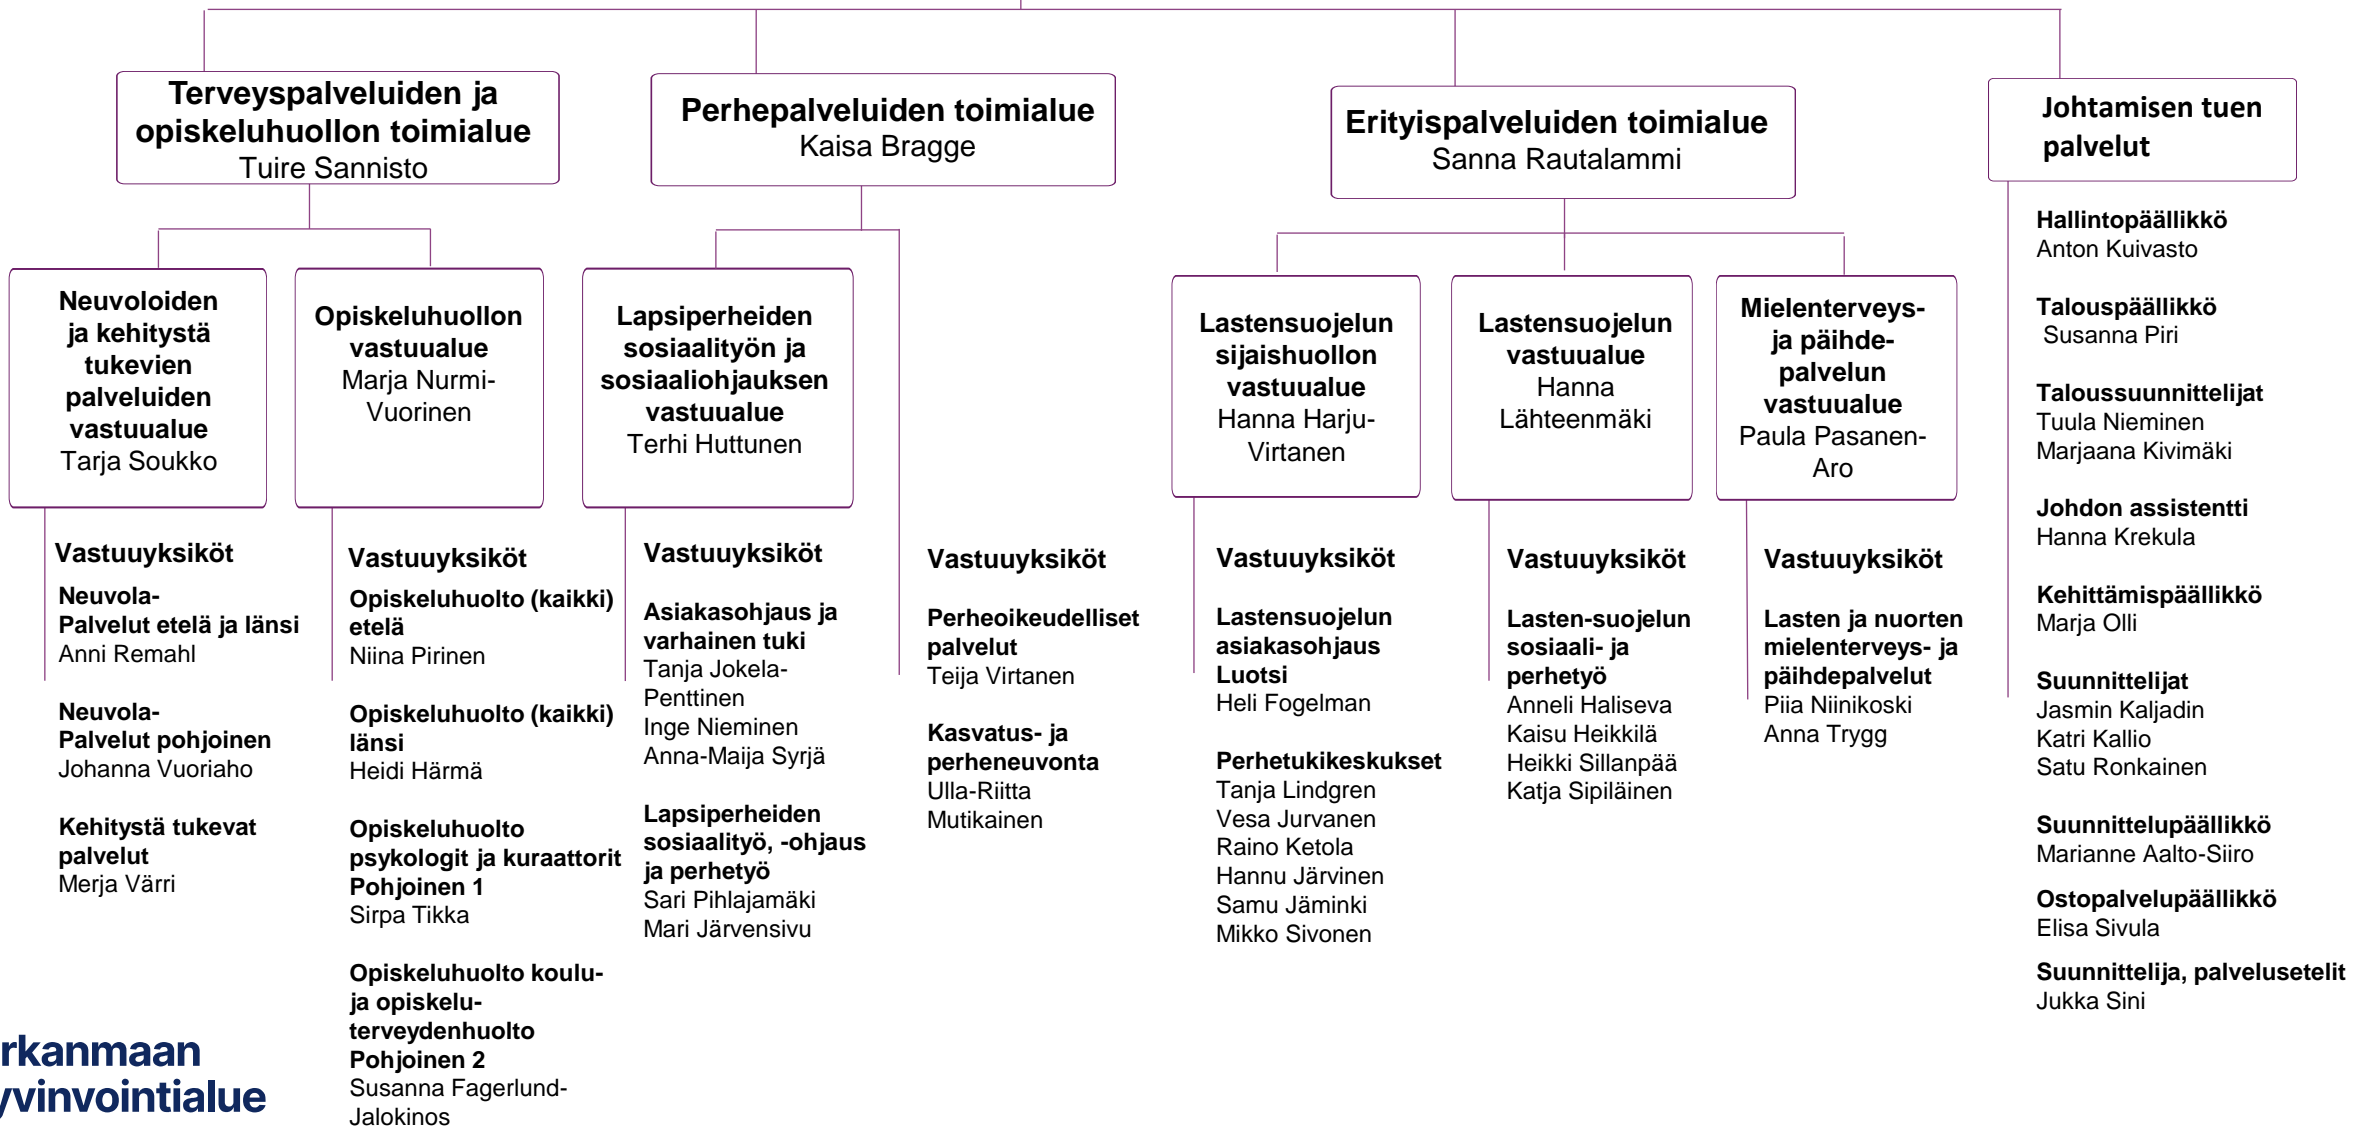 Terveyspalveluiden ja
opiskeluhuollon toimialue
Tuire Sannisto
Perhepalveluiden toimialue
Kaisa Bragge
Erityispalveluiden toimialue
Sanna Rautalammi
Johtamisen tuen
palvelut
Neuvoloiden
ja kehitystä
tukevien
palveluiden
vastuualue
Tarja Soukko
Opiskeluhuollon
vastuualue
Marja Nurmi-
Vuorinen
Lapsiperheiden
sosiaalityön ja
sosiaaliohjauksen
vastuualue
Terhi Huttunen
Lastensuojelun
sijaishuollon
vastuualue
Hanna Harju-
Virtanen
Lastensuojelun
vastuualue
Hanna
Lähteenmäki
Mielenterveys-
ja päihde-
palvelun
vastuualue
Paula Pasanen-
Aro
Vastuuyksiköt
Neuvola-
Palvelut etelä ja länsi
Anni Remahl
Neuvola-
Palvelut pohjoinen
Johanna Vuoriaho
Kehitystä tukevat
palvelut
Merja Värri
Vastuuyksiköt
Opiskeluhuolto (kaikki)
etelä
Niina Pirinen
Opiskeluhuolto (kaikki)
länsi
Heidi Härmä
Opiskeluhuolto
psykologit ja kuraattorit
Pohjoinen 1
Sirpa Tikka
Opiskeluhuolto koulu-
ja opiskelu-
terveydenhuolto
Pohjoinen 2
Susanna Fagerlund-
Jalokinos
Vastuuyksiköt
Asiakasohjaus ja
varhainen tuki
Tanja Jokela-
Penttinen
Inge Nieminen
Anna-Maija Syrjä
Lapsiperheiden
sosiaalityö, -ohjaus
ja perhetyö
Sari Pihlajamäki
Mari Järvensivu
Vastuuyksiköt
Perheoikeudelliset
palvelut
Teija Virtanen
Kasvatus- ja
perheneuvonta
Ulla-Riitta
Mutikainen
Vastuuyksiköt
Lastensuojelun
asiakasohjaus
Luotsi
Heli Fogelman
Perhetukikeskukset
Tanja Lindgren
Vesa Jurvanen
Raino Ketola
Hannu Järvinen
Samu Jäminki
Mikko Sivonen
Vastuuyksiköt
Lasten-suojelun
sosiaali- ja
perhetyö
Anneli Haliseva
Kaisu Heikkilä
Heikki Sillanpää
Katja Sipiläinen
Vastuuyksiköt
Lasten ja nuorten
mielenterveys- ja
päihdepalvelut
Piia Niinikoski
Anna Trygg
Hallintopäällikkö
Anton Kuivasto
Talouspäällikkö
Susanna Piri
Taloussuunnittelijat
Tuula Nieminen
Marjaana Kivimäki
Johdon assistentti
Hanna Krekula
Kehittämispäällikkö
Marja Olli
Suunnittelijat
Jasmin Kaljadin
Katri Kallio
Satu Ronkainen
Suunnittelupäällikkö
Marianne Aalto-Siiro
Ostopalvelupäällikkö
Elisa Sivula
Suunnittelija, palvelusetelit
Jukka Sini
rkanmaan
yvinvointialue